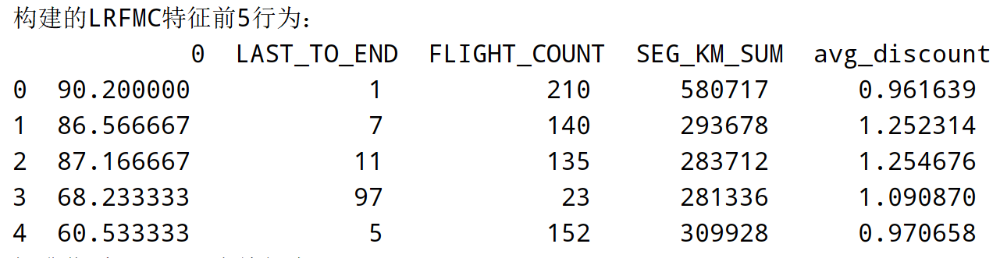 构建的LRFMC特征前5行为：
0 LAST_TO_END FLIGHT_COUNT SEG_KM_SUM avg_discount
0 90.200000 1 210 580717 0.961639
1 86.566667 7 140 293678 1.252314
2 87.166667 11 135 283712 1.254676
3 68.233333 97 23 281336 1.090870
4 60.533333 5 152 309928 0.970658